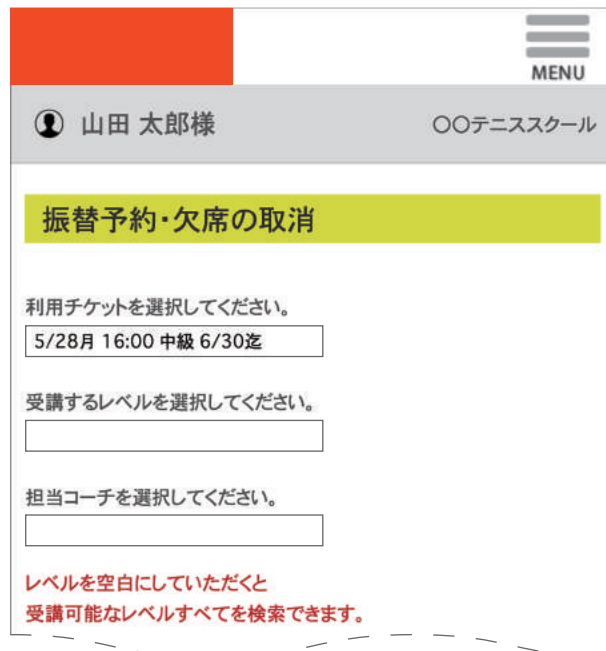 MENU
山田 太郎様
〇〇テニススクール
振替予約・欠席の取消
利用チケットを選択してください。
5/28月 16:00 中級 6/30迄
受講するレベルを選択してください。
担当コーチを選択してください。
レベルを空白にしていただくと
受講可能なレベルすべてを検索できます。